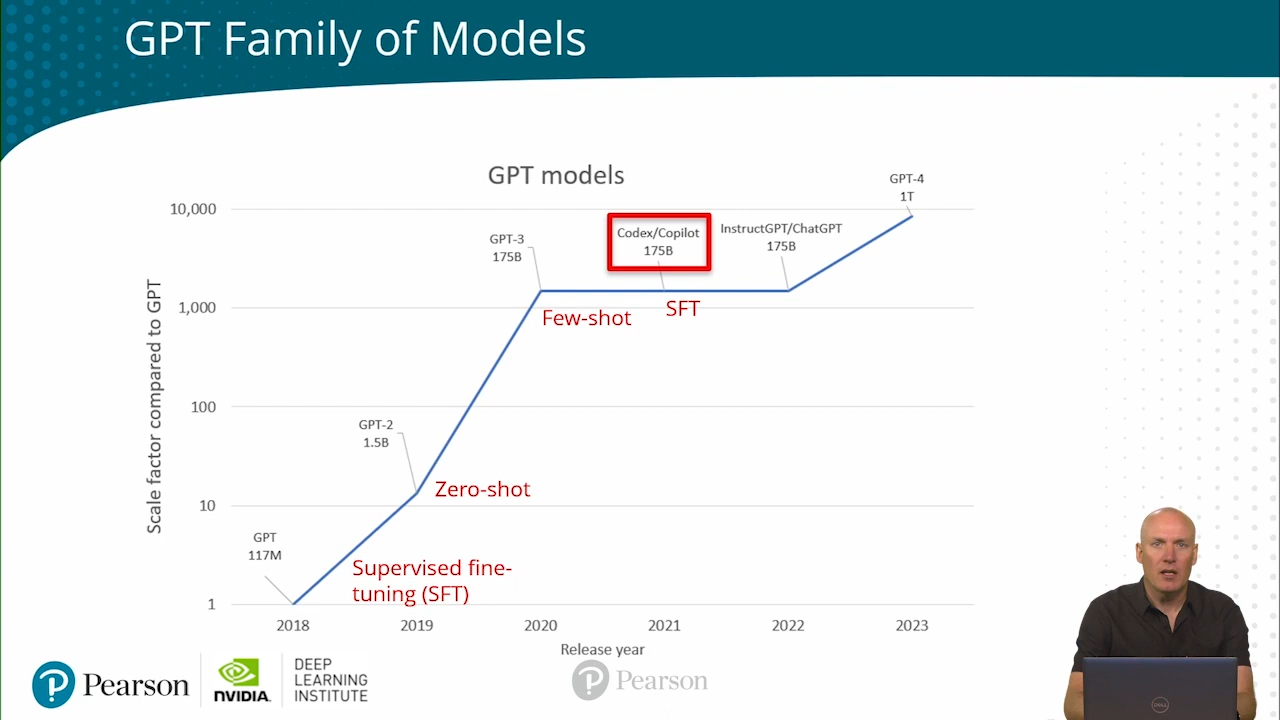 GPT Family of Models
GPT models
10,000
1,000
100
10
1
Scale factor compared to GPT
GPT
117M
GPT-2
1.5B
GPT-3
175B
Codex/Copilot
175B
InstructGPT/ChatGPT
175B
GPT-4
1T
Supervised fine-
tuning (SFT)
Zero-shot
Few-shot
SFT
2018
2019
2020
2021
2022
2023
Release year
Pearson
NVIDIA.
DEEP
LEARNING
INSTITUTE
Pearson
DELL